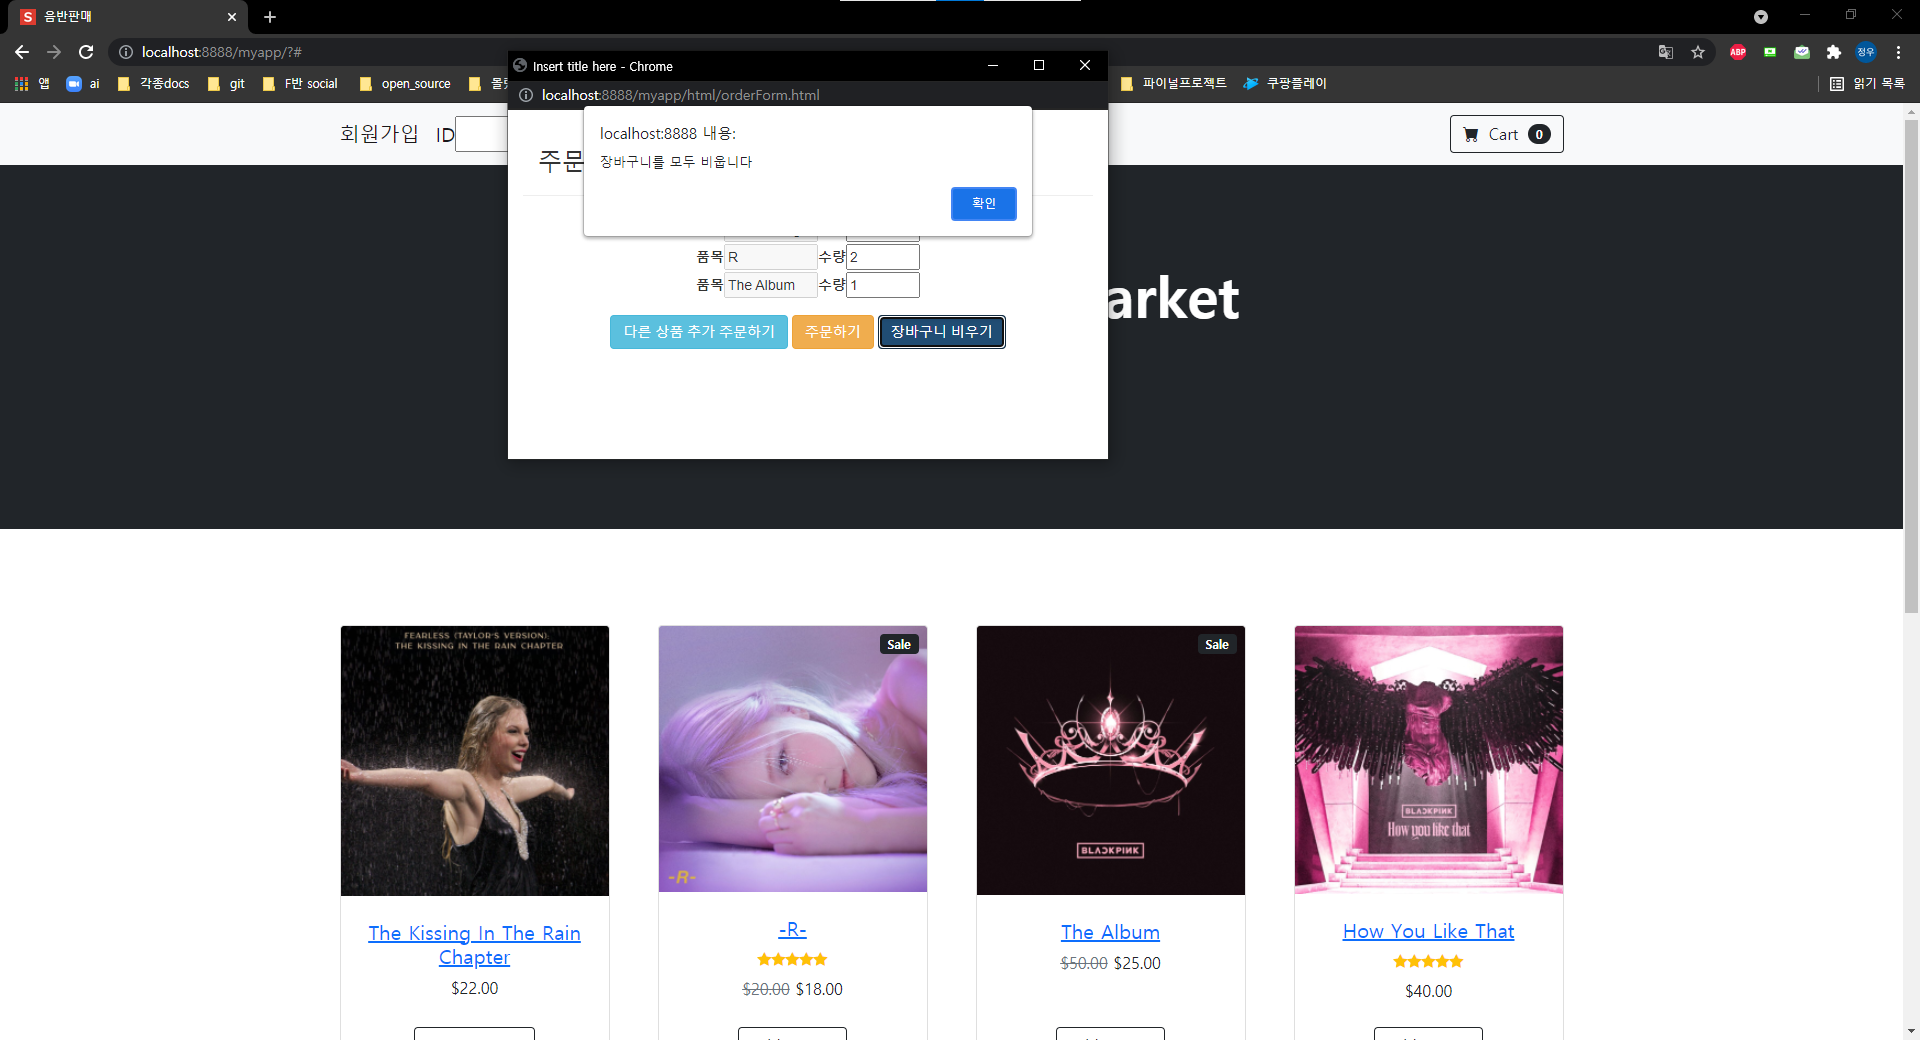 음반판매
localhost:8888/myapp/?#
ABP
정우
앱
ai
각종docs
git
F반 social
open_source
파이널프로젝트
쿠팡플레이
읽기 목록
Insert title here - Chrome
localhost:8888/myapp/html/orderForm.html
회원가입 ID
Cart 0
주문
localhost:8888 내용:
장바구니를 모두 비웁니다
확인
품목 R 수량 2
품목 The Album 수량 1
다른 상품 추가 주문하기 주문하기 장바구니 비우기
arket
FEARLESS (TAYLOR'S VERSION):
THE KISSING IN THE RAIN CHAPTER
Sale
-R-
Sale
BLACKPINK
BLACKPINK
How you like that
The Kissing In The Rain
Chapter
$22.00
-R-
$20.00 $18.00
The Album
$50.00 $25.00
How You Like That
$40.00